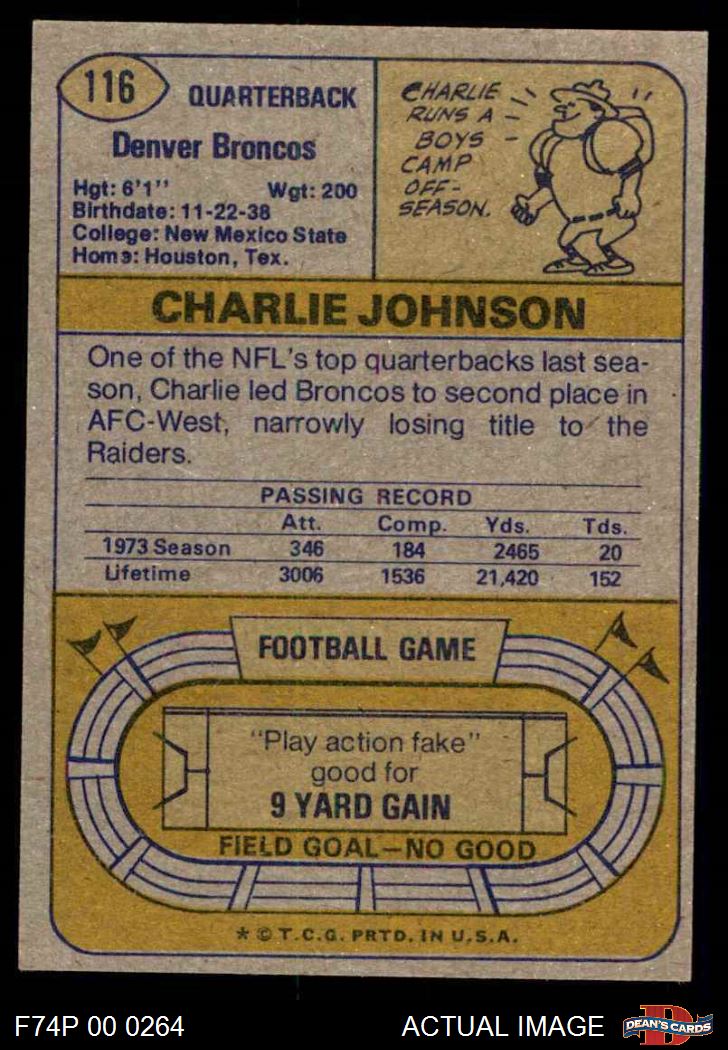 116
QUARTERBACK
Denver Broncos
Hgt: 6'1" Wgt: 200
Birthdate: 11-22-38
College: New Mexico State
Home: Houston, Tex.
CHARLIE
RUNS A
BOYS
CAMP
OFF-
SEASON.
CHARLIE JOHNSON
One of the NFL's top quarterbacks last sea-
son, Charlie led Broncos to second place in
AFC-West, narrowly losing title to the
Raiders.
PASSING RECORD
Att. Comp. Yds. Tds.
1973 Season 346 184 2465 20
Lifetime 3006 1536 21,420 152
FOOTBALL GAME
"Play action fake"
good for
9 YARD GAIN
FIELD GOAL—NO GOOD
* © T.C.G. PRTD. IN U.S.A.
F74P 00 0264 ACTUAL IMAGE
D
DEAN'S CARDS